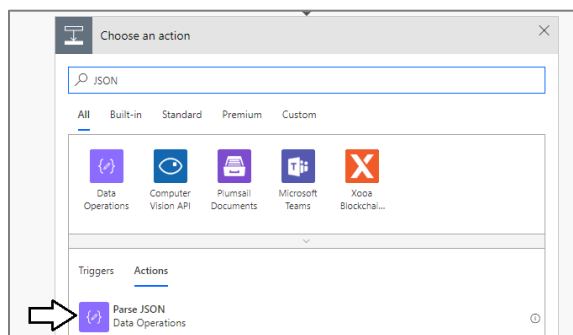 Choose an action
JSON
All Built-in Standard Premium Custom
Data Operations
Computer Vision API
Plumsail Documents
Microsoft Teams
Xooa Blockchai...
Triggers Actions
Parse JSON
Data Operations